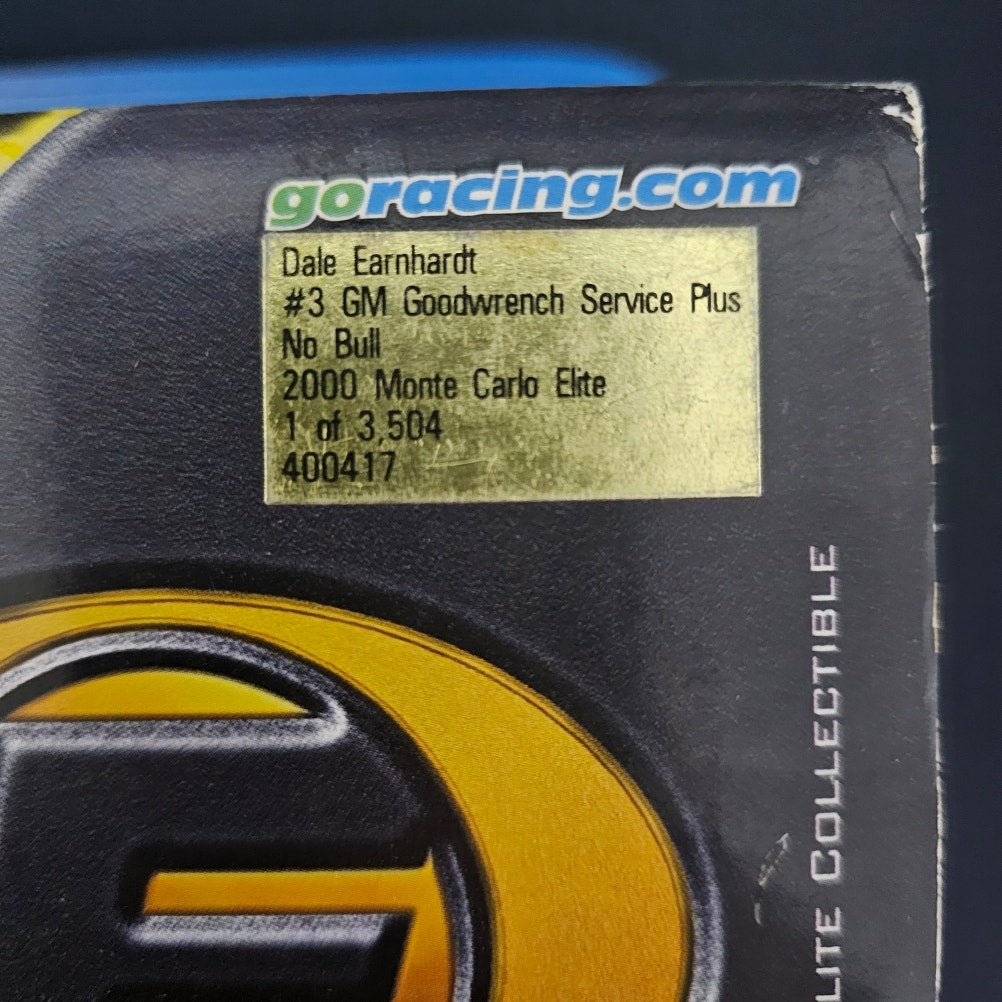 goracing.com
Dale Earnhardt
#3 GM Goodwrench Service Plus
No Bull
2000 Monte Carlo Elite
1 of 3,504
400417
LITE COLLECTIBLE